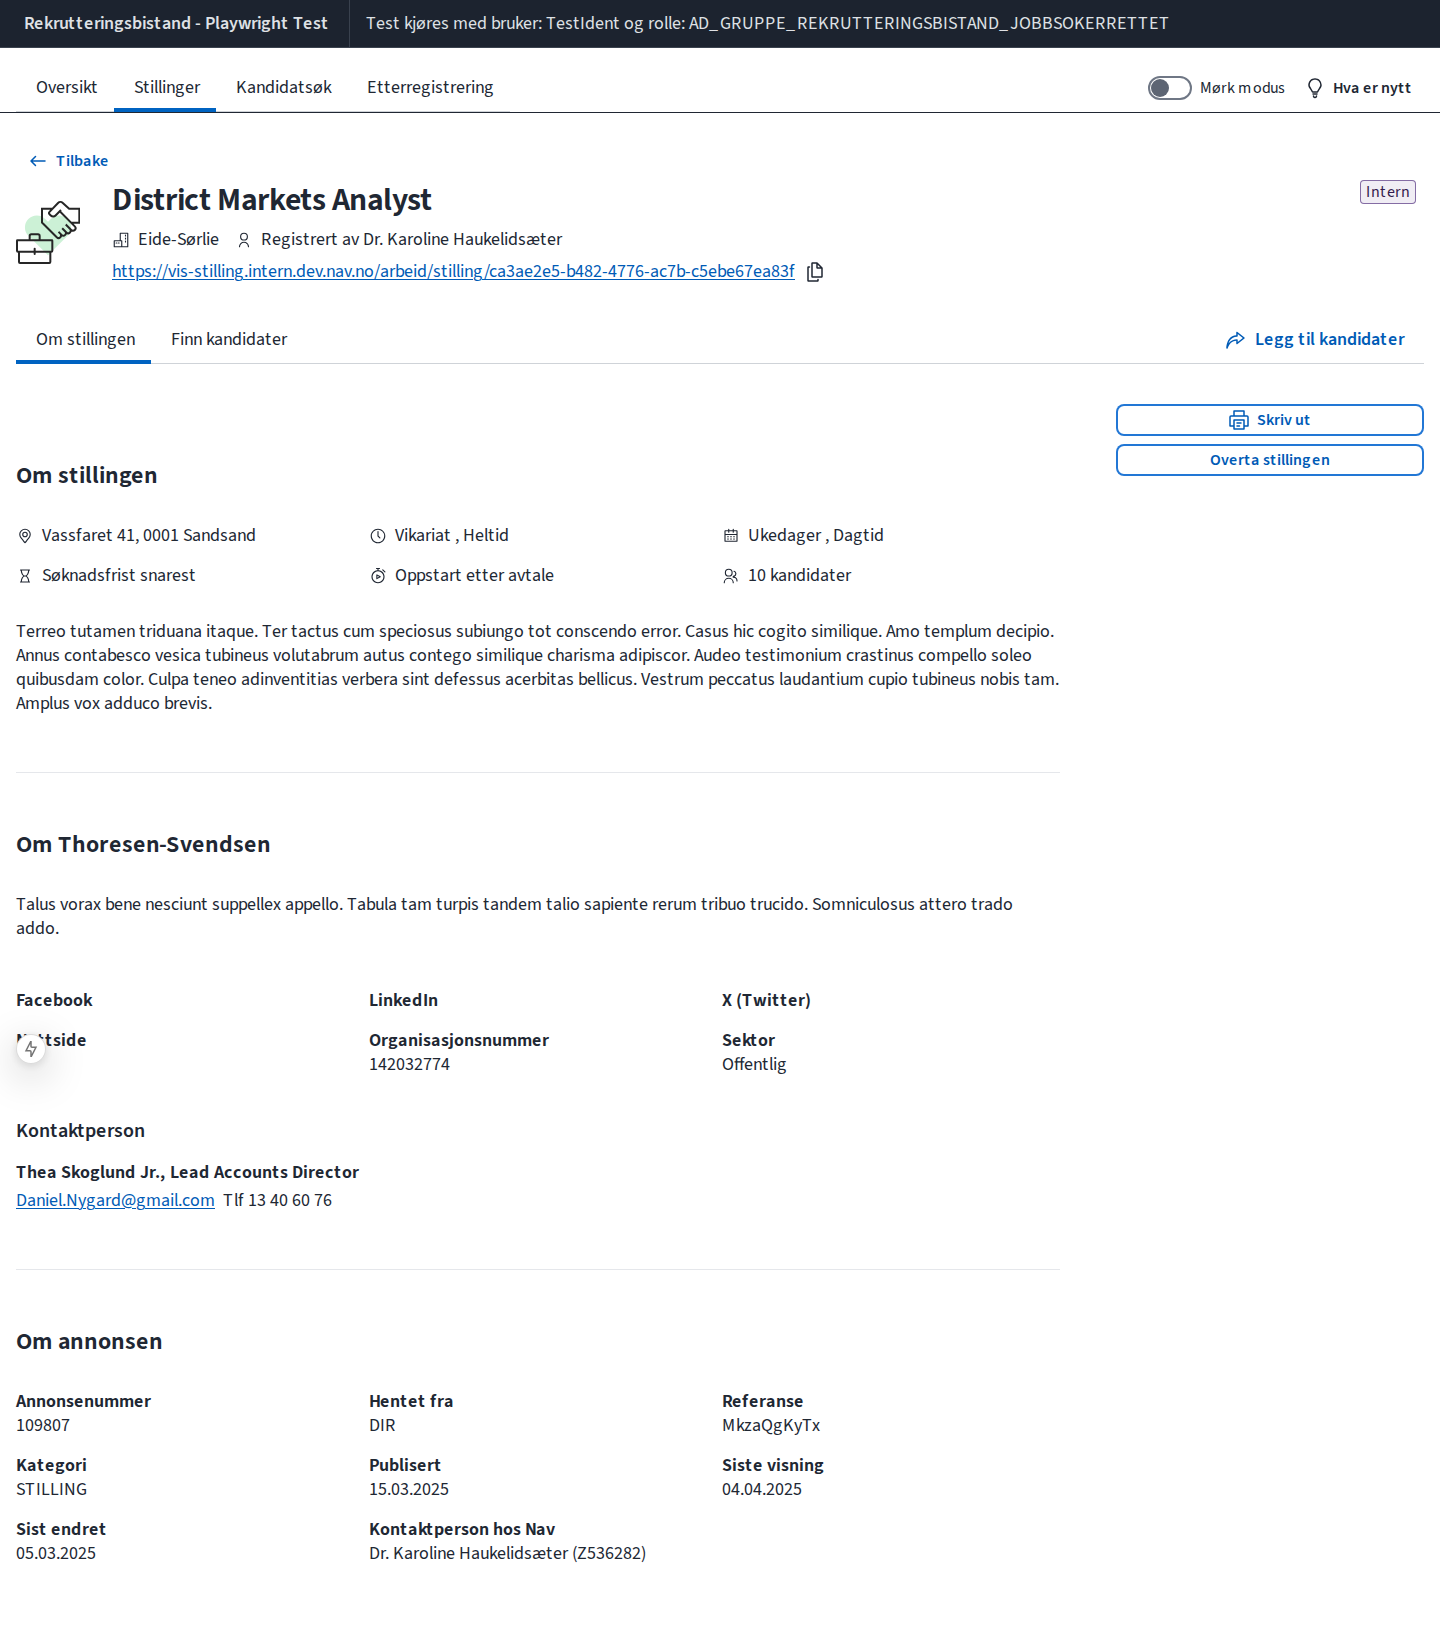 Rekrutteringsbistand - Playwright Test
Test kjøres med bruker: TestIdent og rolle: AD_GRUPPE_REKRUTTERINGSBISTAND_JOBBSOKERRETTET
Oversikt
Stillinger
Kandidatsøk
Etterregistrering
Mørk modus
Hva er nytt
Tilbake
District Markets Analyst
Intern
Eide-Sørlie
Registrert av Dr. Karoline Haukelidsæter
https://vis-stilling.intern.dev.nav.no/arbeid/stilling/ca3ae2e5-b482-4776-ac7b-c5ebe67ea83f
Om stillingen
Finn kandidater
Legg til kandidater
Skriv ut
Overta stillingen
Om stillingen
Vassfaret 41, 0001 Sandsand
Vikariat , Heltid
Ukedager , Dagtid
Søknadsfrist snarest
Oppstart etter avtale
10 kandidater
Terreo tutamen triduana itaque. Ter tactus cum speciosus subiungo tot conscendo error. Casus hic cogito similique. Amo templum decipio.
Annus contabesco vesica tubineus volutabrum autus contego similique charisma adipiscor. Audeo testimonium crastinus compello soleo
quibusdam color. Culpa teneo adinventitias verbera sint defessus acerbitas bellicus. Vestrum peccatus laudantium cupio tubineus nobis tam.
Amplus vox adduco brevis.
Om Thoresen-Svendsen
Talus vorax bene nesciunt suppellex appello. Tabula tam turpis tandem talio sapiente rerum tribuo trucido. Somniculosus attero trado
addo.
Facebook
LinkedIn
X (Twitter)
Organisasjonsnummer
142032774
Sektor
Offentlig
Kontaktperson
Thea Skoglund Jr., Lead Accounts Director
Daniel.Nygard@gmail.com Tlf 13 40 60 76
Om annonsen
Annonsenummer
109807
Hentet fra
DIR
Referanse
MkzaQgKyTx
Kategori
STILLING
Publisert
15.03.2025
Siste visning
04.04.2025
Sist endret
05.03.2025
Kontaktperson hos Nav
Dr. Karoline Haukelidsæter (Z536282)